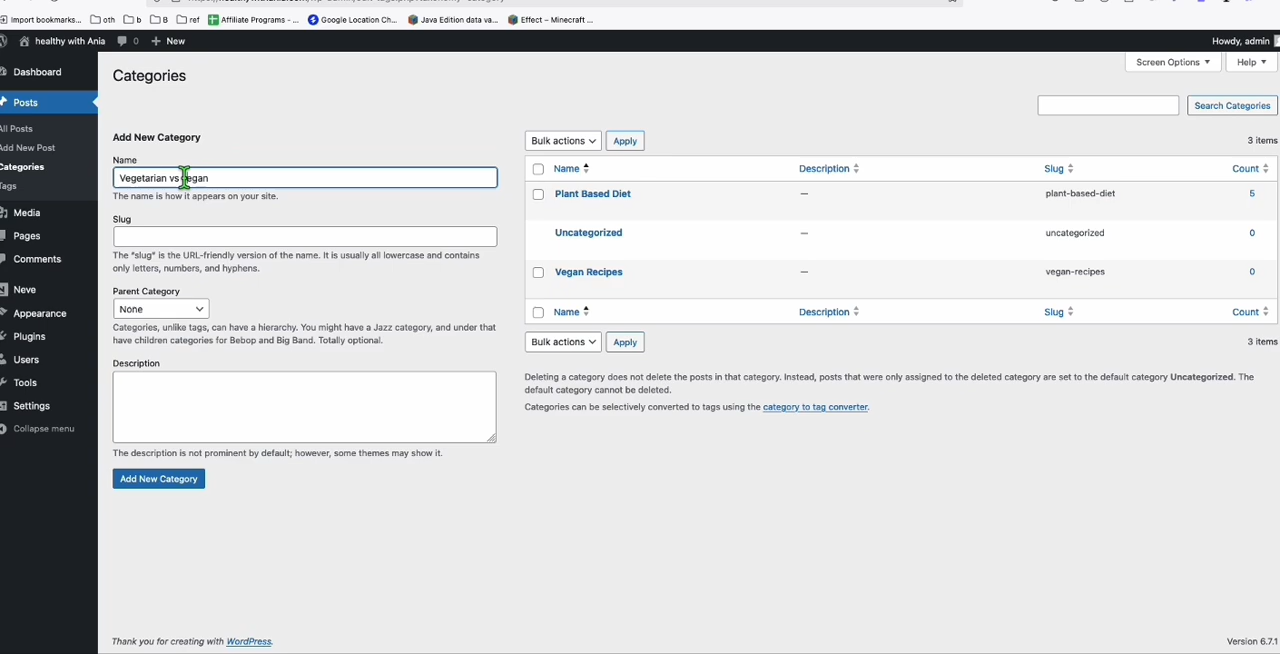 Import bookmarks... oth b B ref Affiliate Programs - ... Google Location Ch... Java Edition data va... Effect – Minecraft ...
healthy with Ania 0 + New Howdy, admin
Screen Options ▼ Help ▼
Dashboard
Posts
All Posts
Add New Post
Categories
Tags
Media
Pages
Comments
Neve
Appearance
Plugins
Users
Tools
Settings
Collapse menu
Categories
Search Categories
Add New Category
Name
Vegetarian vs vegan
The name is how it appears on your site.
Slug
The "slug" is the URL-friendly version of the name. It is usually all lowercase and contains
only letters, numbers, and hyphens.
Parent Category
None
Categories, unlike tags, can have a hierarchy. You might have a Jazz category, and under that
have children categories for Bebop and Big Band. Totally optional.
Description
The description is not prominent by default; however, some themes may show it.
Add New Category
Bulk actions Apply 3 items
Name Description Slug Count
Plant Based Diet — plant-based-diet 5
Uncategorized — uncategorized 0
Vegan Recipes — vegan-recipes 0
Name Description Slug Count
Bulk actions Apply 3 items
Deleting a category does not delete the posts in that category. Instead, posts that were only assigned to the deleted category are set to the default category Uncategorized. The
default category cannot be deleted.
Categories can be selectively converted to tags using the category to tag converter.
Thank you for creating with WordPress. Version 6.7.1